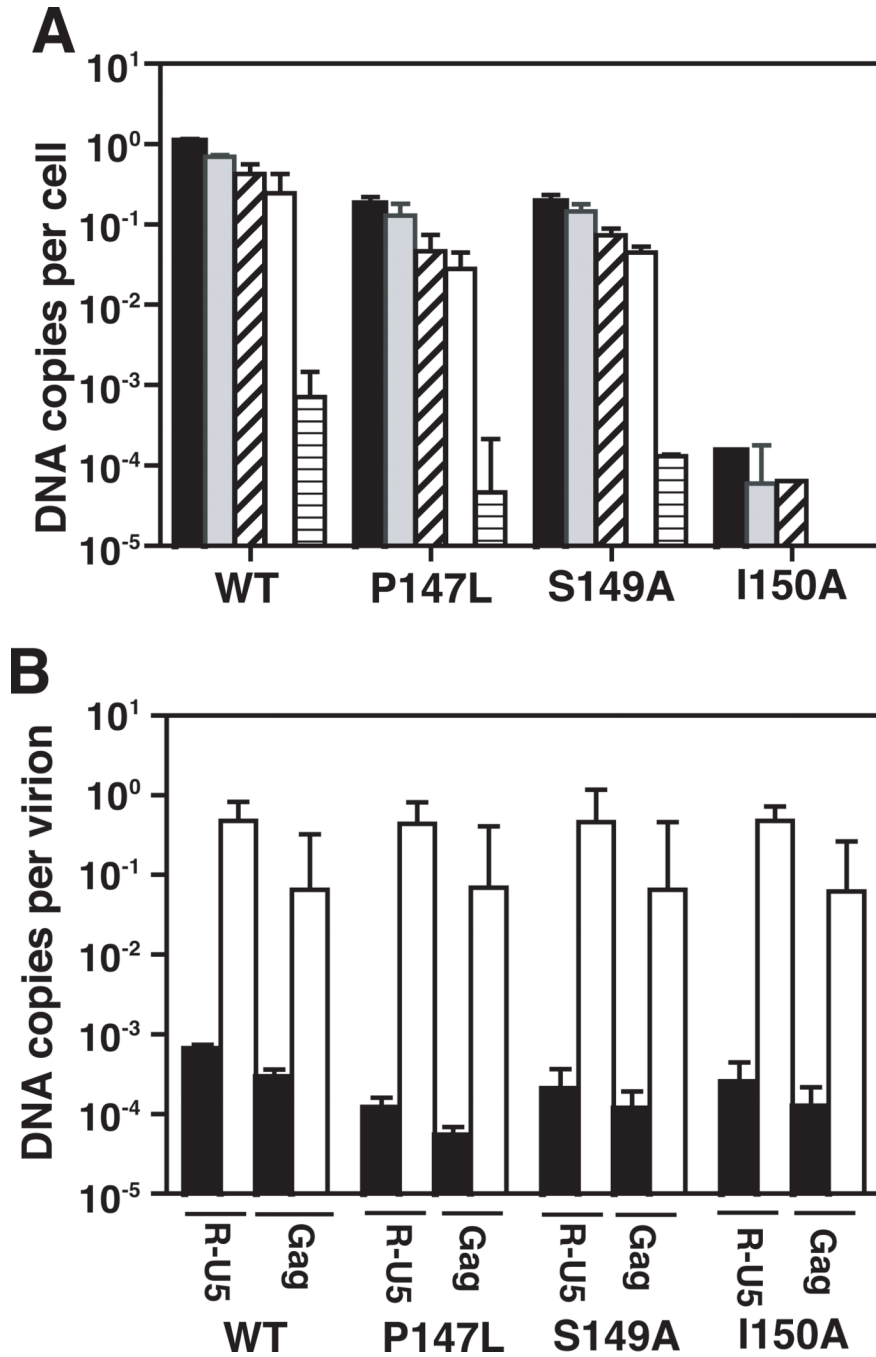 A
DNA copies per cell
10¹
10⁰
10⁻¹
10⁻²
10⁻³
10⁻⁴
10⁻⁵
WT P147L S149A I150A
B
DNA copies per virion
10¹
10⁰
10⁻¹
10⁻²
10⁻³
10⁻⁴
10⁻⁵
R-U5 Gag R-U5 Gag R-U5 Gag R-U5 Gag
WT P147L S149A I150A